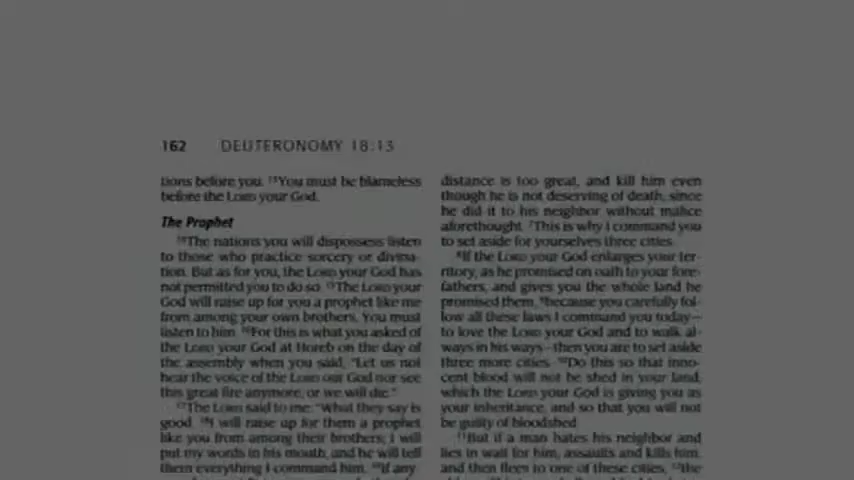 162 DEUTERONOMY 18:13
tions before you. 13You must be blameless
before the LORD your God.
The Prophet
14The nations you will dispossess listen
to those who practice sorcery or divina-
tion. But as for you, the LORD your God has
not permitted you to do so. 15The LORD your
God will raise up for you a prophet like me
from among your own brothers. You must
listen to him. 16For this is what you asked of
the LORD your God at Horeb on the day of
the assembly when you said, "Let us not
hear the voice of the LORD our God nor see
this great fire anymore, or we will die."
17The LORD said to me: "What they say is
good. 18I will raise up for them a prophet
like you from among their brothers; I will
put my words in his mouth, and he will tell
them everything I command him. 19If any-
distance is too great, and kill him even
though he is not deserving of death, since
he did it to his neighbor without malice
aforethought. 7This is why I command you
to set aside for yourselves three cities.
8If the LORD your God enlarges your ter-
ritory, as he promised on oath to your fore-
fathers, and gives you the whole land he
promised them, 9because you carefully fol-
low all these laws I command you today—
to love the LORD your God and to walk al-
ways in his ways—then you are to set aside
three more cities. 10Do this so that inno-
cent blood will not be shed in your land,
which the LORD your God is giving you as
your inheritance, and so that you will not
be guilty of bloodshed.
11But if a man hates his neighbor and
lies in wait for him, assaults and kills him,
and then flees to one of these cities, 12the